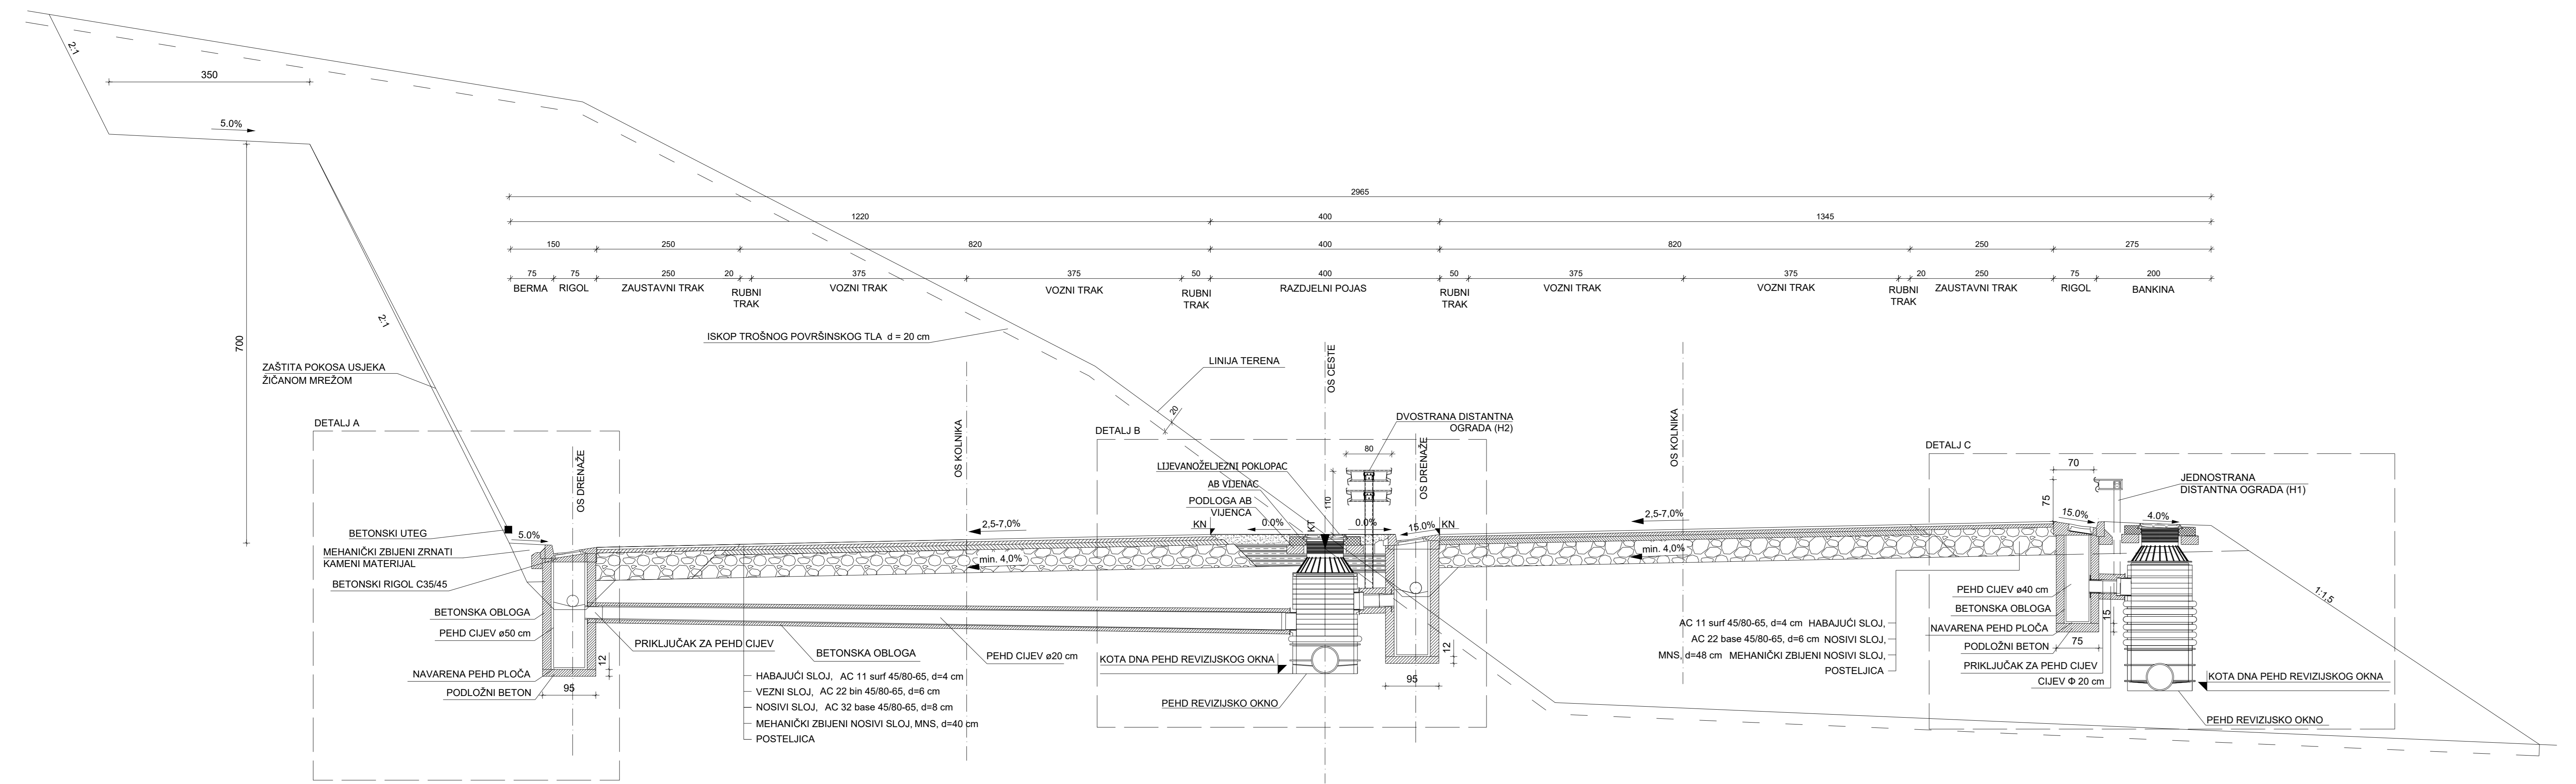 2:1
350
5.0%
700
2:1
2965
1220
400
1345
150
250
820
400
820
250
275
75
75
250
20
375
375
50
400
50
375
375
20
250
75
200
BERMA
RIGOL
ZAUSTAVNI TRAK
RUBNI
TRAK
VOZNI TRAK
VOZNI TRAK
RUBNI
TRAK
RAZDJELNI POJAS
RUBNI
TRAK
VOZNI TRAK
VOZNI TRAK
RUBNI
TRAK
ZAUSTAVNI TRAK
RIGOL
BANKINA
ISKOP TROŠNOG POVRŠINSKOG TLA d = 20 cm
LINIJA TERENA
20
ZAŠTITA POKOSA USJEKA
ŽIČANOM MREŽOM
DETALJ A
OS DRENAŽE
BETONSKI UTEG
5.0%
MEHANIČKI ZBIJENI ZRNATI
KAMENI MATERIJAL
BETONSKI RIGOL C35/45
BETONSKA OBLOGA
PEHD CIJEV ø50 cm
NAVARENA PEHD PLOČA
PODLOŽNI BETON
12
95
PRIKLJUČAK ZA PEHD CIJEV
BETONSKA OBLOGA
PEHD CIJEV ø20 cm
OS KOLNIKA
2,5-7,0%
min. 4,0%
HABAJUĆI SLOJ, AC 11 surf 45/80-65, d=4 cm
VEZNI SLOJ, AC 22 bin 45/80-65, d=6 cm
NOSIVI SLOJ, AC 32 base 45/80-65, d=8 cm
MEHANIČKI ZBIJENI NOSIVI SLOJ, MNS, d=40 cm
POSTELJICA
DETALJ B
OS CESTE
DVOSTRANA DISTANTNA
OGRADA (H2)
80
110
OS DRENAŽE
LIJEVANOŽELJEZNI POKLOPAC
AB VIJENAC
PODLOGA AB
VIJENCA
KN
0.0%
KT
0.0%
15.0%
KN
KOTA DNA PEHD REVIZIJSKOG OKNA
PEHD REVIZIJSKO OKNO
12
95
OS KOLNIKA
2,5-7,0%
min. 4,0%
AC 11 surf 45/80-65, d=4 cm HABAJUĆI SLOJ,
AC 22 base 45/80-65, d=6 cm NOSIVI SLOJ,
MNS, d=48 cm MEHANIČKI ZBIJENI NOSIVI SLOJ,
POSTELJICA
DETALJ C
70
75
JEDNOSTRANA
DISTANTNA OGRADA (H1)
15.0%
4.0%
PEHD CIJEV ø40 cm
BETONSKA OBLOGA
NAVARENA PEHD PLOČA
PODLOŽNI BETON
75
15
PRIKLJUČAK ZA PEHD CIJEV
CIJEV Φ 20 cm
KOTA DNA PEHD REVIZIJSKOG OKNA
PEHD REVIZIJSKO OKNO
1:1,5